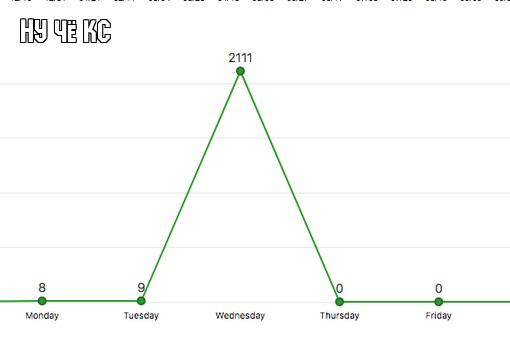 НУ ЧЁ КС
2111
8
9
0
0
Monday
Tuesday
Wednesday
Thursday
Friday